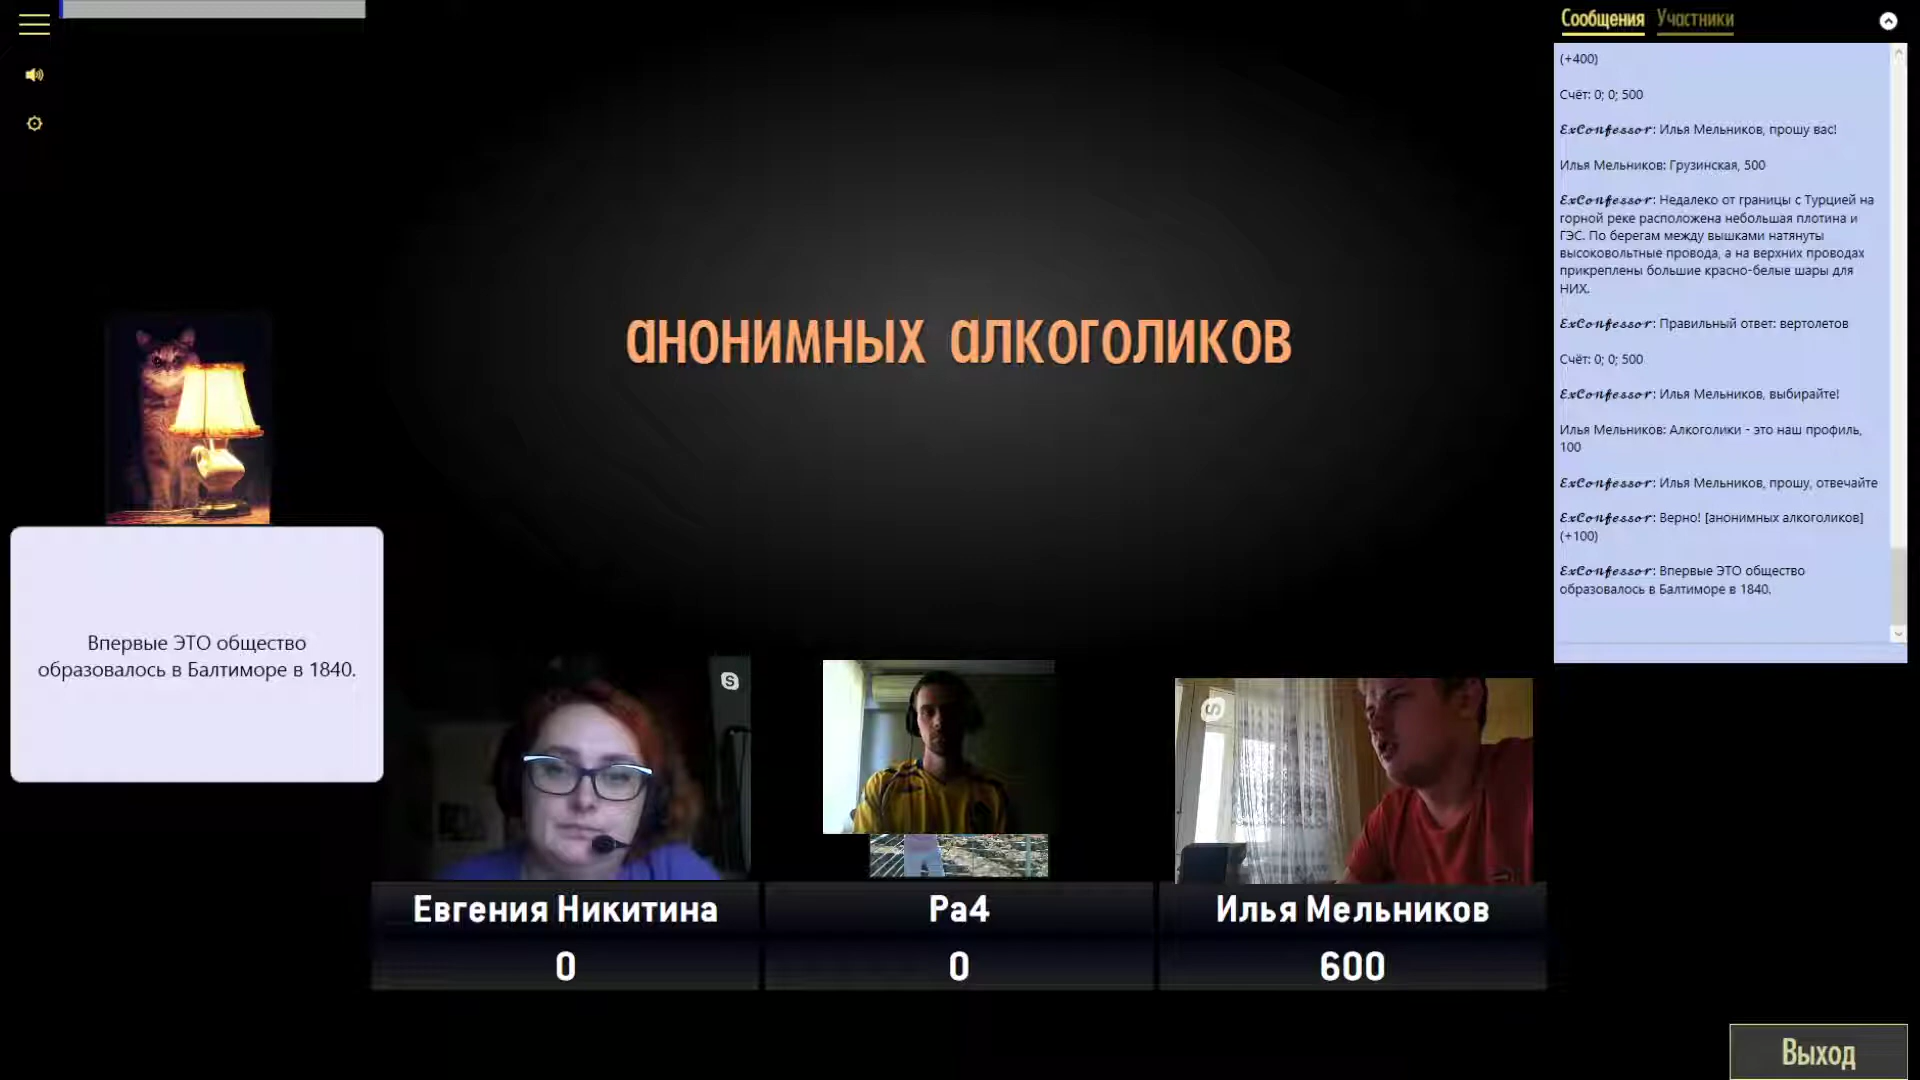 Сообщения Участники
(+400)
Счёт: 0; 0; 500
ExConfessor: Илья Мельников, прошу вас!
Илья Мельников: Грузинская, 500
ExConfessor: Недалеко от границы с Турцией на
горной реке расположена небольшая плотина и
ГЭС. По берегам между вышками натянуты
высоковольтные провода, а на верхних проводах
прикреплены большие красно-белые шары для
НИХ.
ExConfessor: Правильный ответ: вертолетов
Счёт: 0; 0; 500
ExConfessor: Илья Мельников, выбирайте!
Илья Мельников: Алкоголики - это наш профиль,
100
ExConfessor: Илья Мельников, прошу, отвечайте
ExConfessor: Верно! [анонимных алкоголиков]
(+100)
ExConfessor: Впервые ЭТО общество
образовалось в Балтиморе в 1840.
анонимных алкоголиков
Впервые ЭТО общество
образовалось в Балтиморе в 1840.
Евгения Никитина
0
Ра4
0
Илья Мельников
600
Выход